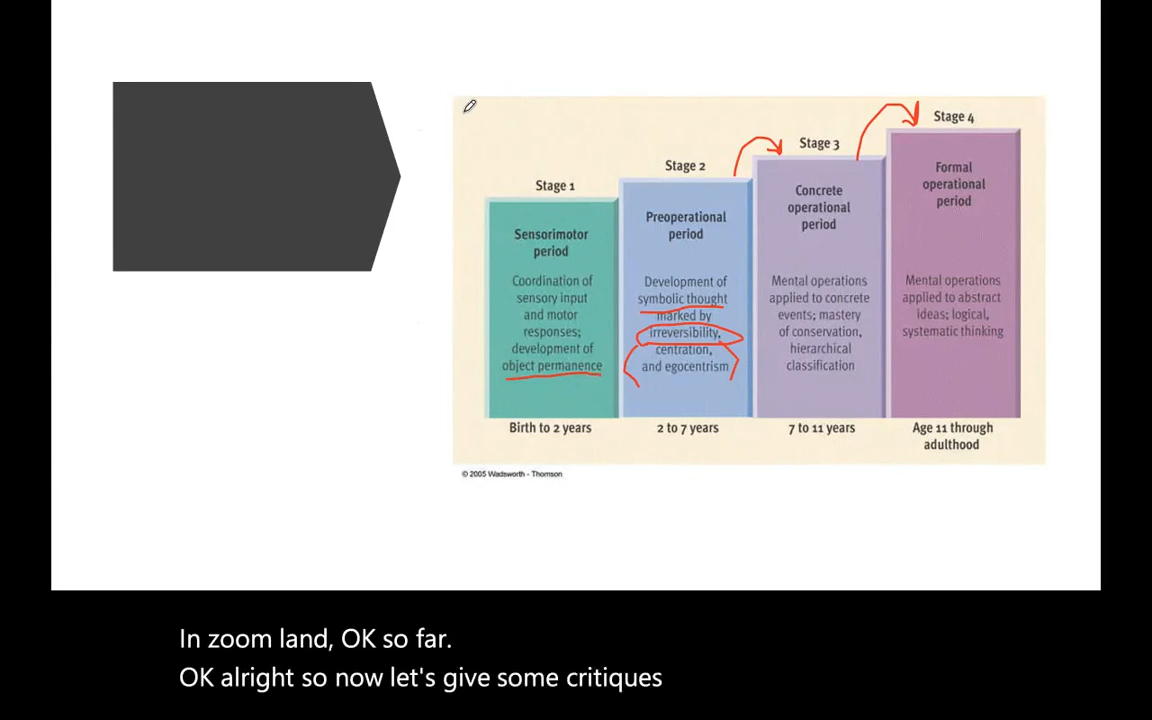 Stage 1
Sensorimotor
period
Coordination of
sensory input
and motor
responses;
development of
object permanence
Birth to 2 years
Stage 2
Preoperational
period
Development of
symbolic thought
marked by
irreversibility,
centration,
and egocentrism
2 to 7 years
Stage 3
Concrete
operational
period
Mental operations
applied to concrete
events; mastery
of conservation,
hierarchical
classification
7 to 11 years
Stage 4
Formal
operational
period
Mental operations
applied to abstract
ideas; logical,
systematic thinking
Age 11 through
adulthood
© 2005 Wadsworth - Thomson
In zoom land, OK so far.
OK alright so now let's give some critiques